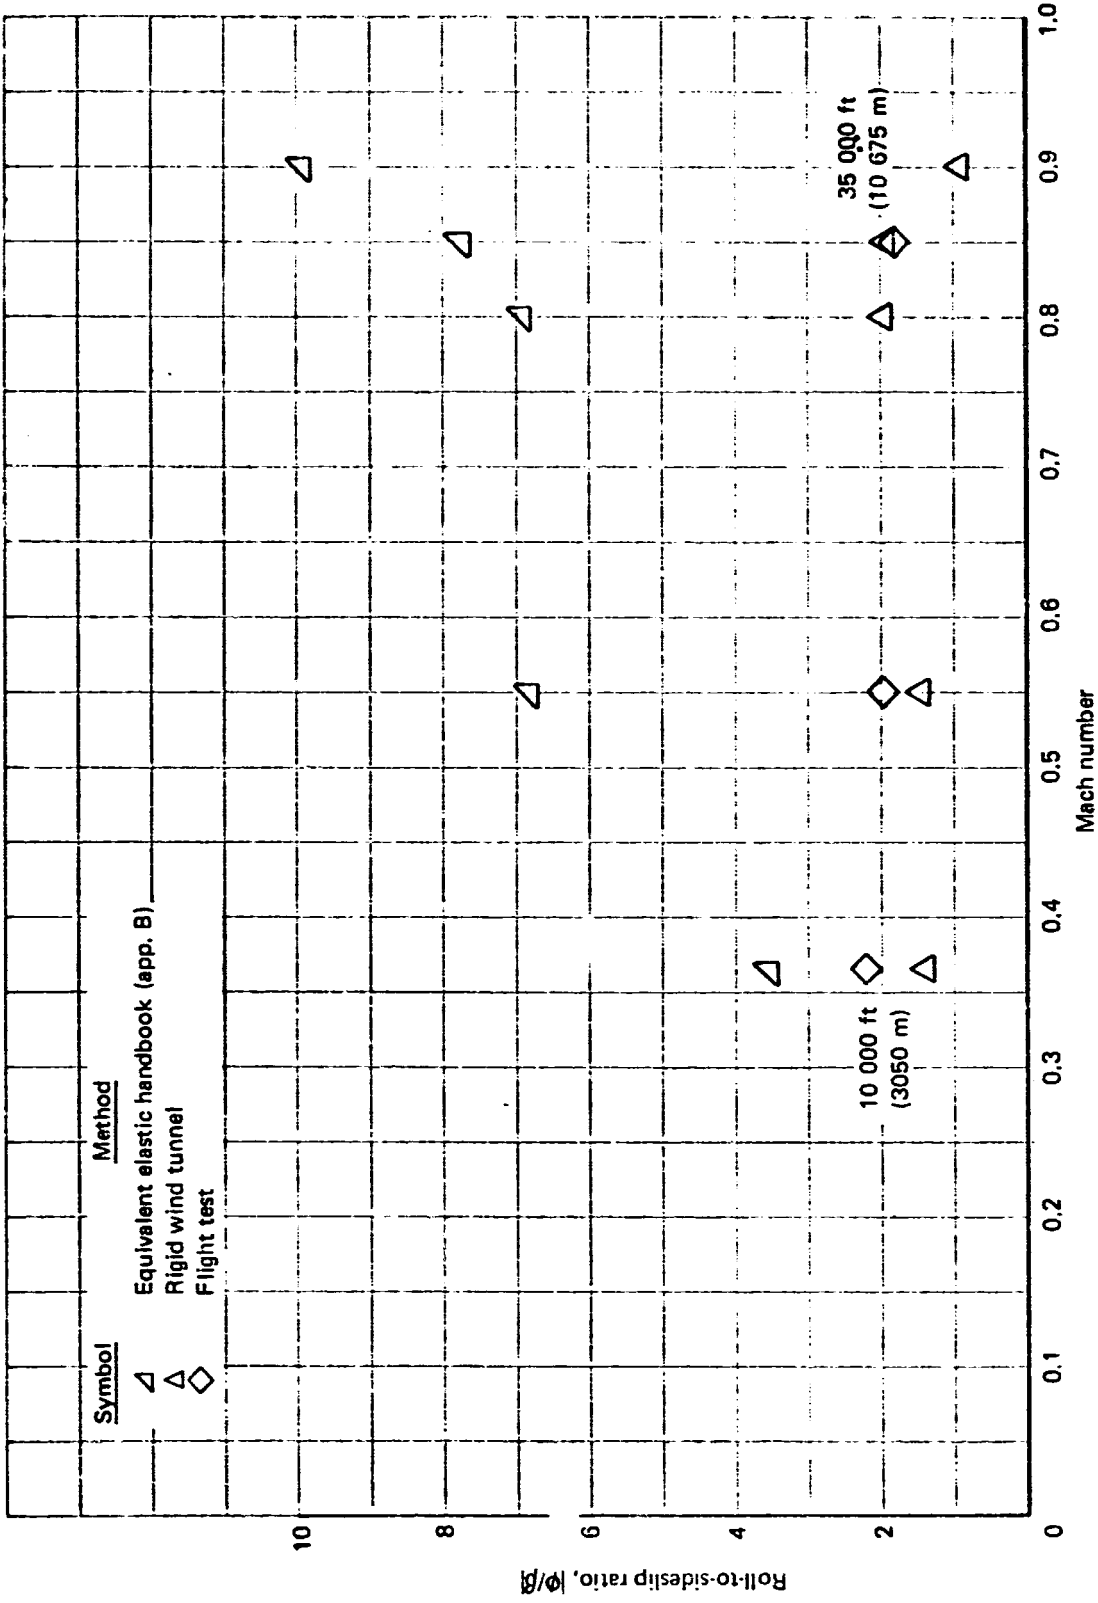 Symbol
Method
Equivalent elastic handbook (app. B)
Rigid wind tunnel
Flight test
10 000 ft
(3050 m)
35 000 ft
(10 675 m)
10
8
6
4
2
0
0.1
0.2
0.3
0.4
0.5
0.6
0.7
0.8
0.9
1.0
Roll-to-sideslip ratio, |φ/β|
Mach number